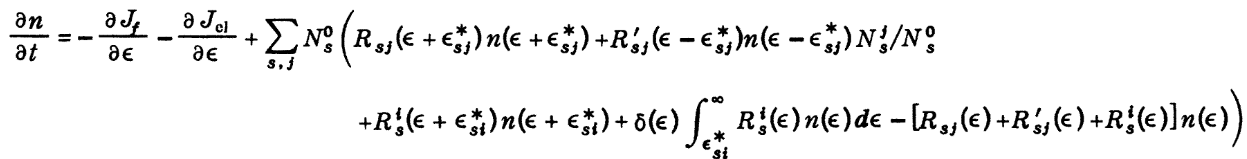 ∂n/∂t = − ∂J_f/∂ϵ − ∂J_el/∂ϵ + ∑_{s,j} N_s^0 ( R_{sj}(ϵ + ϵ_{sj}^*) n(ϵ + ϵ_{sj}^*) + R′_{sj}(ϵ − ϵ_{sj}^*) n(ϵ − ϵ_{sj}^*) N_s^j / N_s^0
+ R_s^i(ϵ + ϵ_{si}^*) n(ϵ + ϵ_{si}^*) + δ(ϵ) ∫_{ϵ_{si}^*}^∞ R_s^i(ϵ) n(ϵ) dϵ − [R_{sj}(ϵ) + R′_{sj}(ϵ) + R_s^i(ϵ)] n(ϵ) )